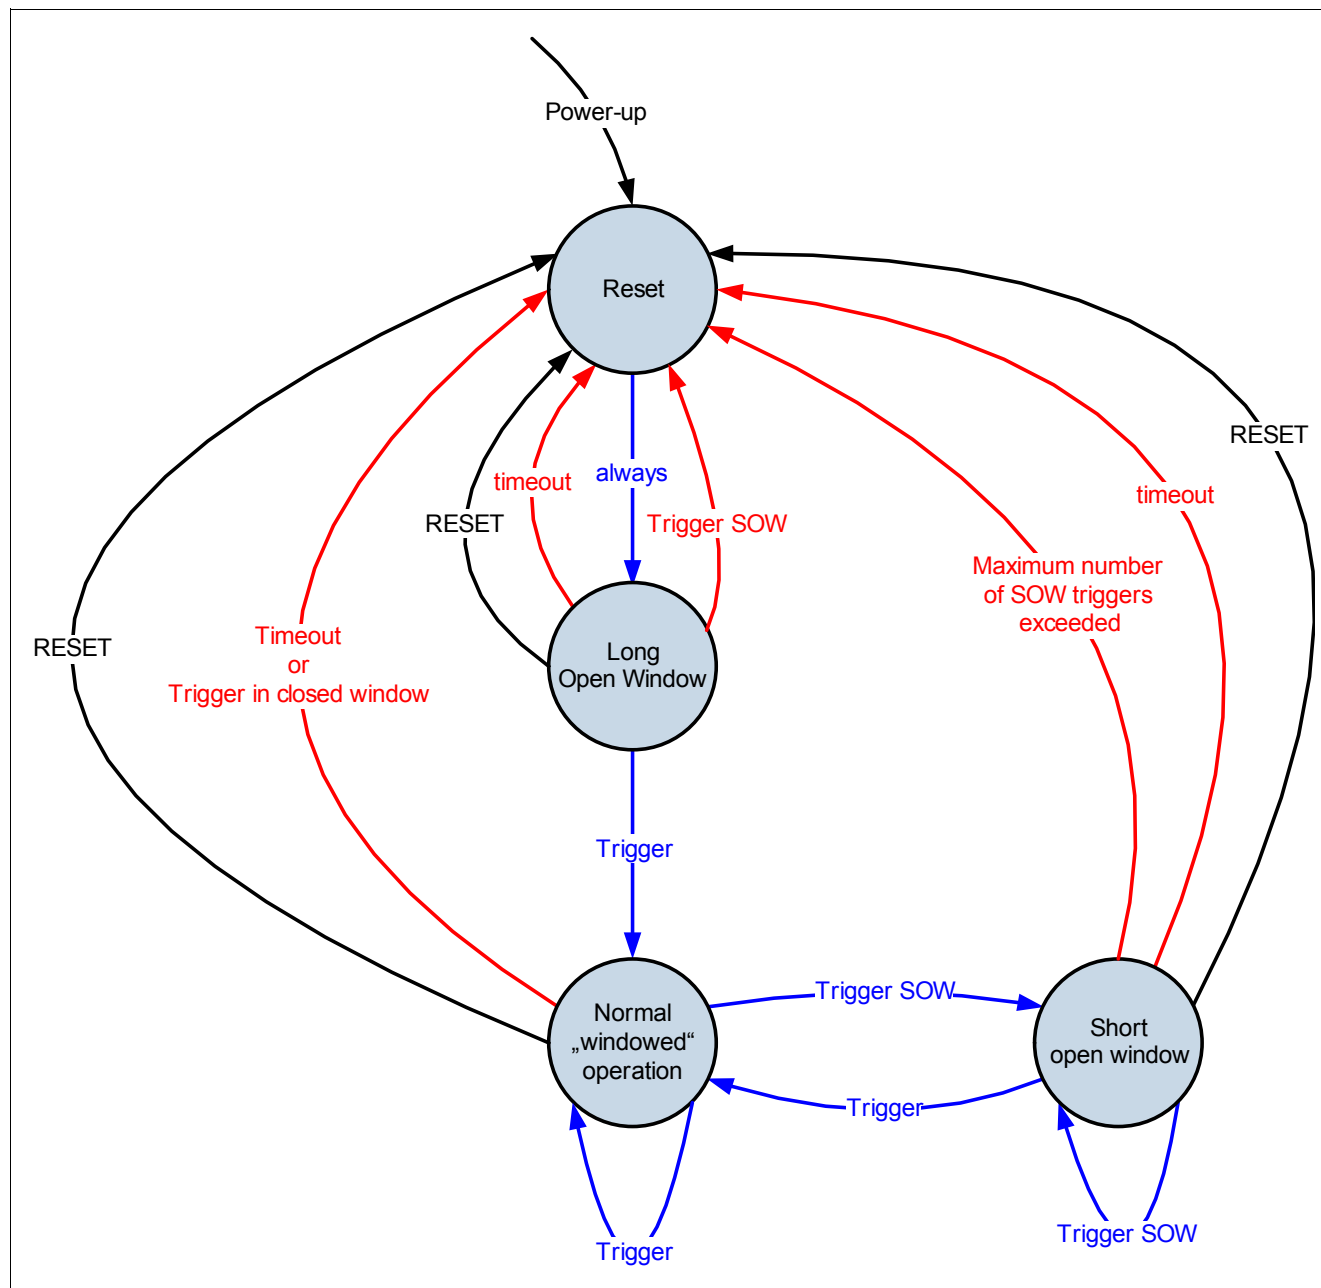 Power-up
Reset
RESET
timeout
always
timeout
RESET
Trigger SOW
Maximum number
of SOW triggers
exceeded
RESET
Timeout
or
Trigger in closed window
Long
Open Window
Trigger
Trigger SOW
Normal
„windowed“
operation
Short
open window
Trigger
Trigger
Trigger SOW